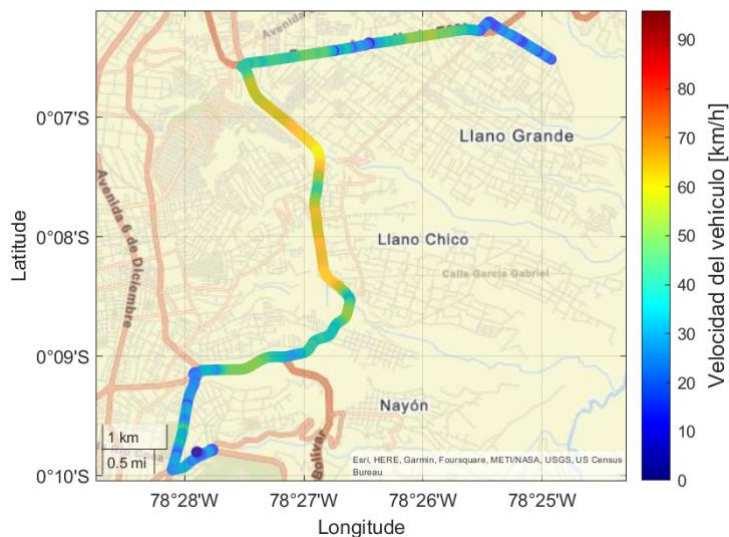 90
80
70
60
50
40
30
20
10
0
Velocidad del vehículo [km/h]
0°07'S
0°08'S
0°09'S
0°10'S
Latitude
Llano Grande
Avenida 6 de Diciembre
Llano Chico
Calle García Gabriel
Nayón
Bolívar
1 km
0.5 mi
Esri, HERE, Garmin, Foursquare, METI/NASA, USGS, US Census
Bureau
78°28'W
78°27'W
78°26'W
78°25'W
Longitude